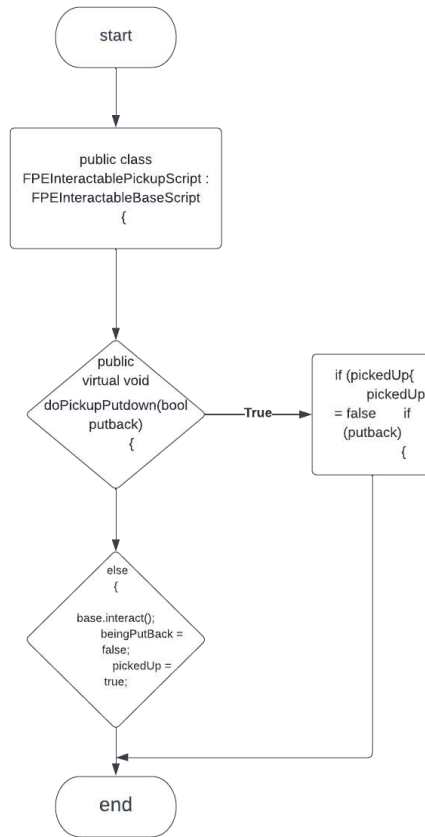 start
public class
FPEInteractablePickupScript :
FPEInteractableBaseScript
{
public
virtual void
doPickupPutdown(bool
putback)
{
True
if (pickedUp{
pickedUp
= false if
(putback)
{
else
{
base.interact();
beingPutBack =
false;
pickedUp =
true;
end